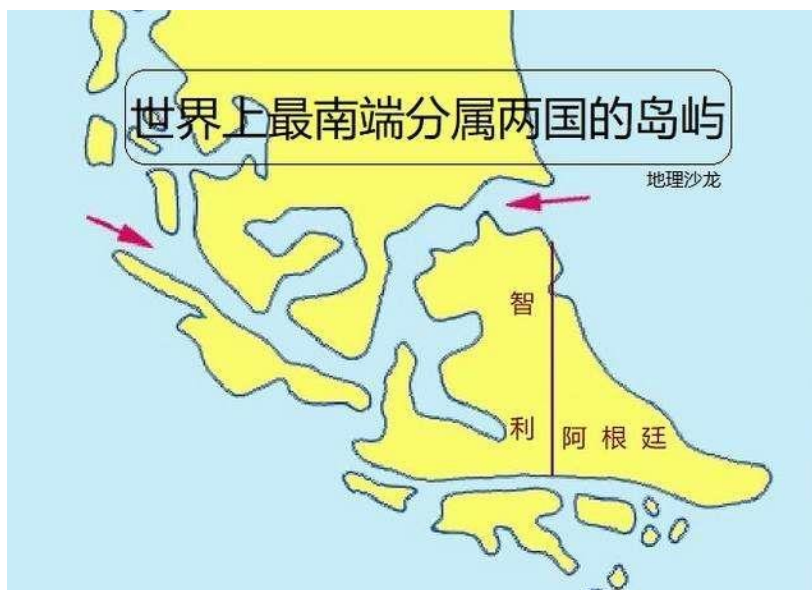 世界上最南端分属两国的岛屿
地理沙龙
智
利
阿根廷